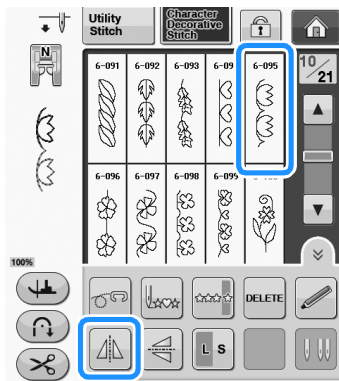 Utility
Stitch
Character
Decorative
Stitch
N
6-091 6-092 6-093 6-09 6-095
10/21
6-096 6-097 6-098 6-099
100%
DELETE
L S